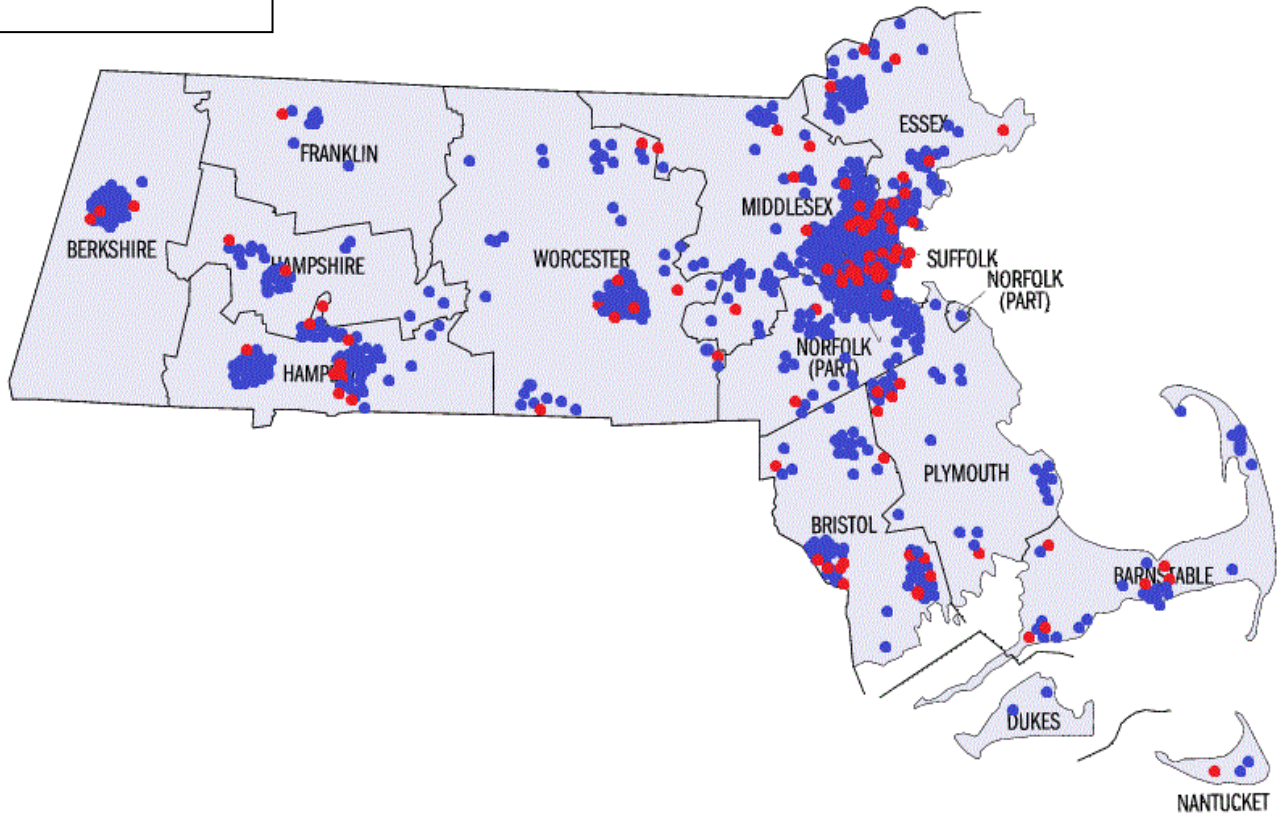 ESSEX
FRANKLIN
MIDDLESEX
BERKSHIRE
HAMPSHIRE
WORCESTER
SUFFOLK
NORFOLK
(PART)
NORFOLK
(PART)
PLYMOUTH
BRISTOL
BARNSTABLE
DUKES
NANTUCKET